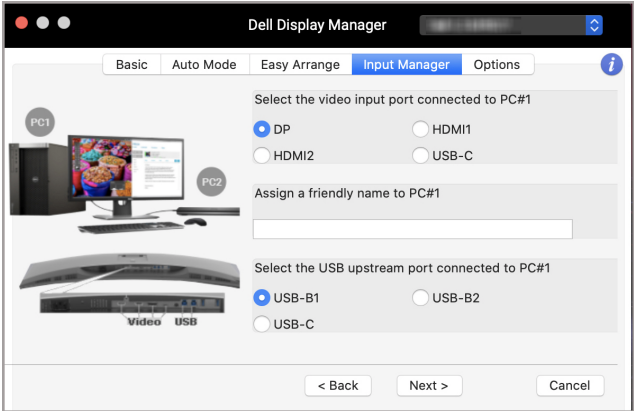 Dell Display Manager
Basic Auto Mode Easy Arrange Input Manager Options
i
Select the video input port connected to PC#1
PC1
DP HDMI1
HDMI2 USB-C
PC2
Assign a friendly name to PC#1
Select the USB upstream port connected to PC#1
USB-B1 USB-B2
Video USB
USB-C
< Back Next > Cancel